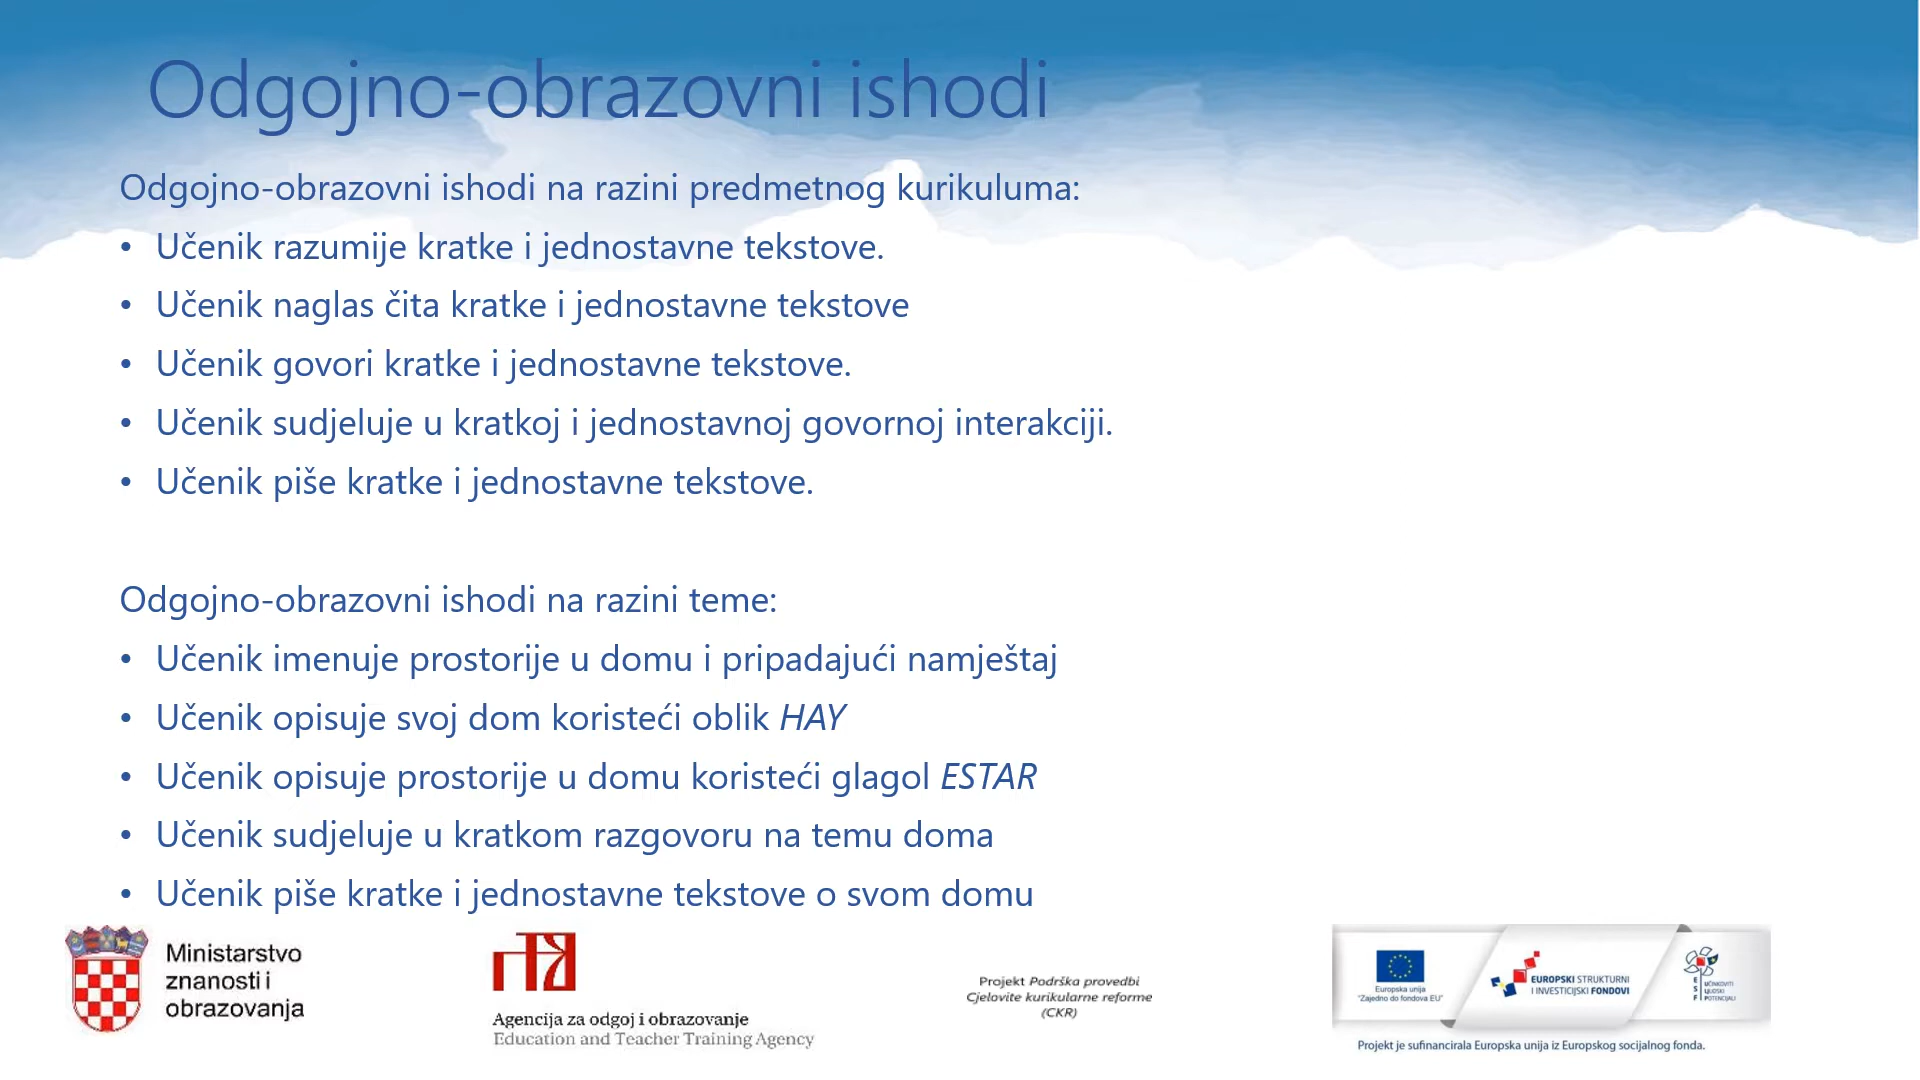 Odgojno-obrazovni ishodi
Odgojno-obrazovni ishodi na razini predmetnog kurikuluma:
• Učenik razumije kratke i jednostavne tekstove.
• Učenik naglas čita kratke i jednostavne tekstove
• Učenik govori kratke i jednostavne tekstove.
• Učenik sudjeluje u kratkoj i jednostavnoj govornoj interakciji.
• Učenik piše kratke i jednostavne tekstove.
Odgojno-obrazovni ishodi na razini teme:
• Učenik imenuje prostorije u domu i pripadajući namještaj
• Učenik opisuje svoj dom koristeći oblik HAY
• Učenik opisuje prostorije u domu koristeći glagol ESTAR
• Učenik sudjeluje u kratkom razgovoru na temu doma
• Učenik piše kratke i jednostavne tekstove o svom domu
Ministarstvo
znanosti i
obrazovanja
Agencija za odgoj i obrazovanje
Education and Teacher Training Agency
Projekt Podrška provedbi
Cjelovite kurikularne reforme
(CKR)
Europska unija
"Zajedno do fondova EU"
EUROPSKI STRUKTURNI
I INVESTICIJSKI FONDOVI
ESF
UČINKOVITI
LJUDSKI
POTENCIJALI
Projekt je sufinancirala Europska unija iz Europskog socijalnog fonda.